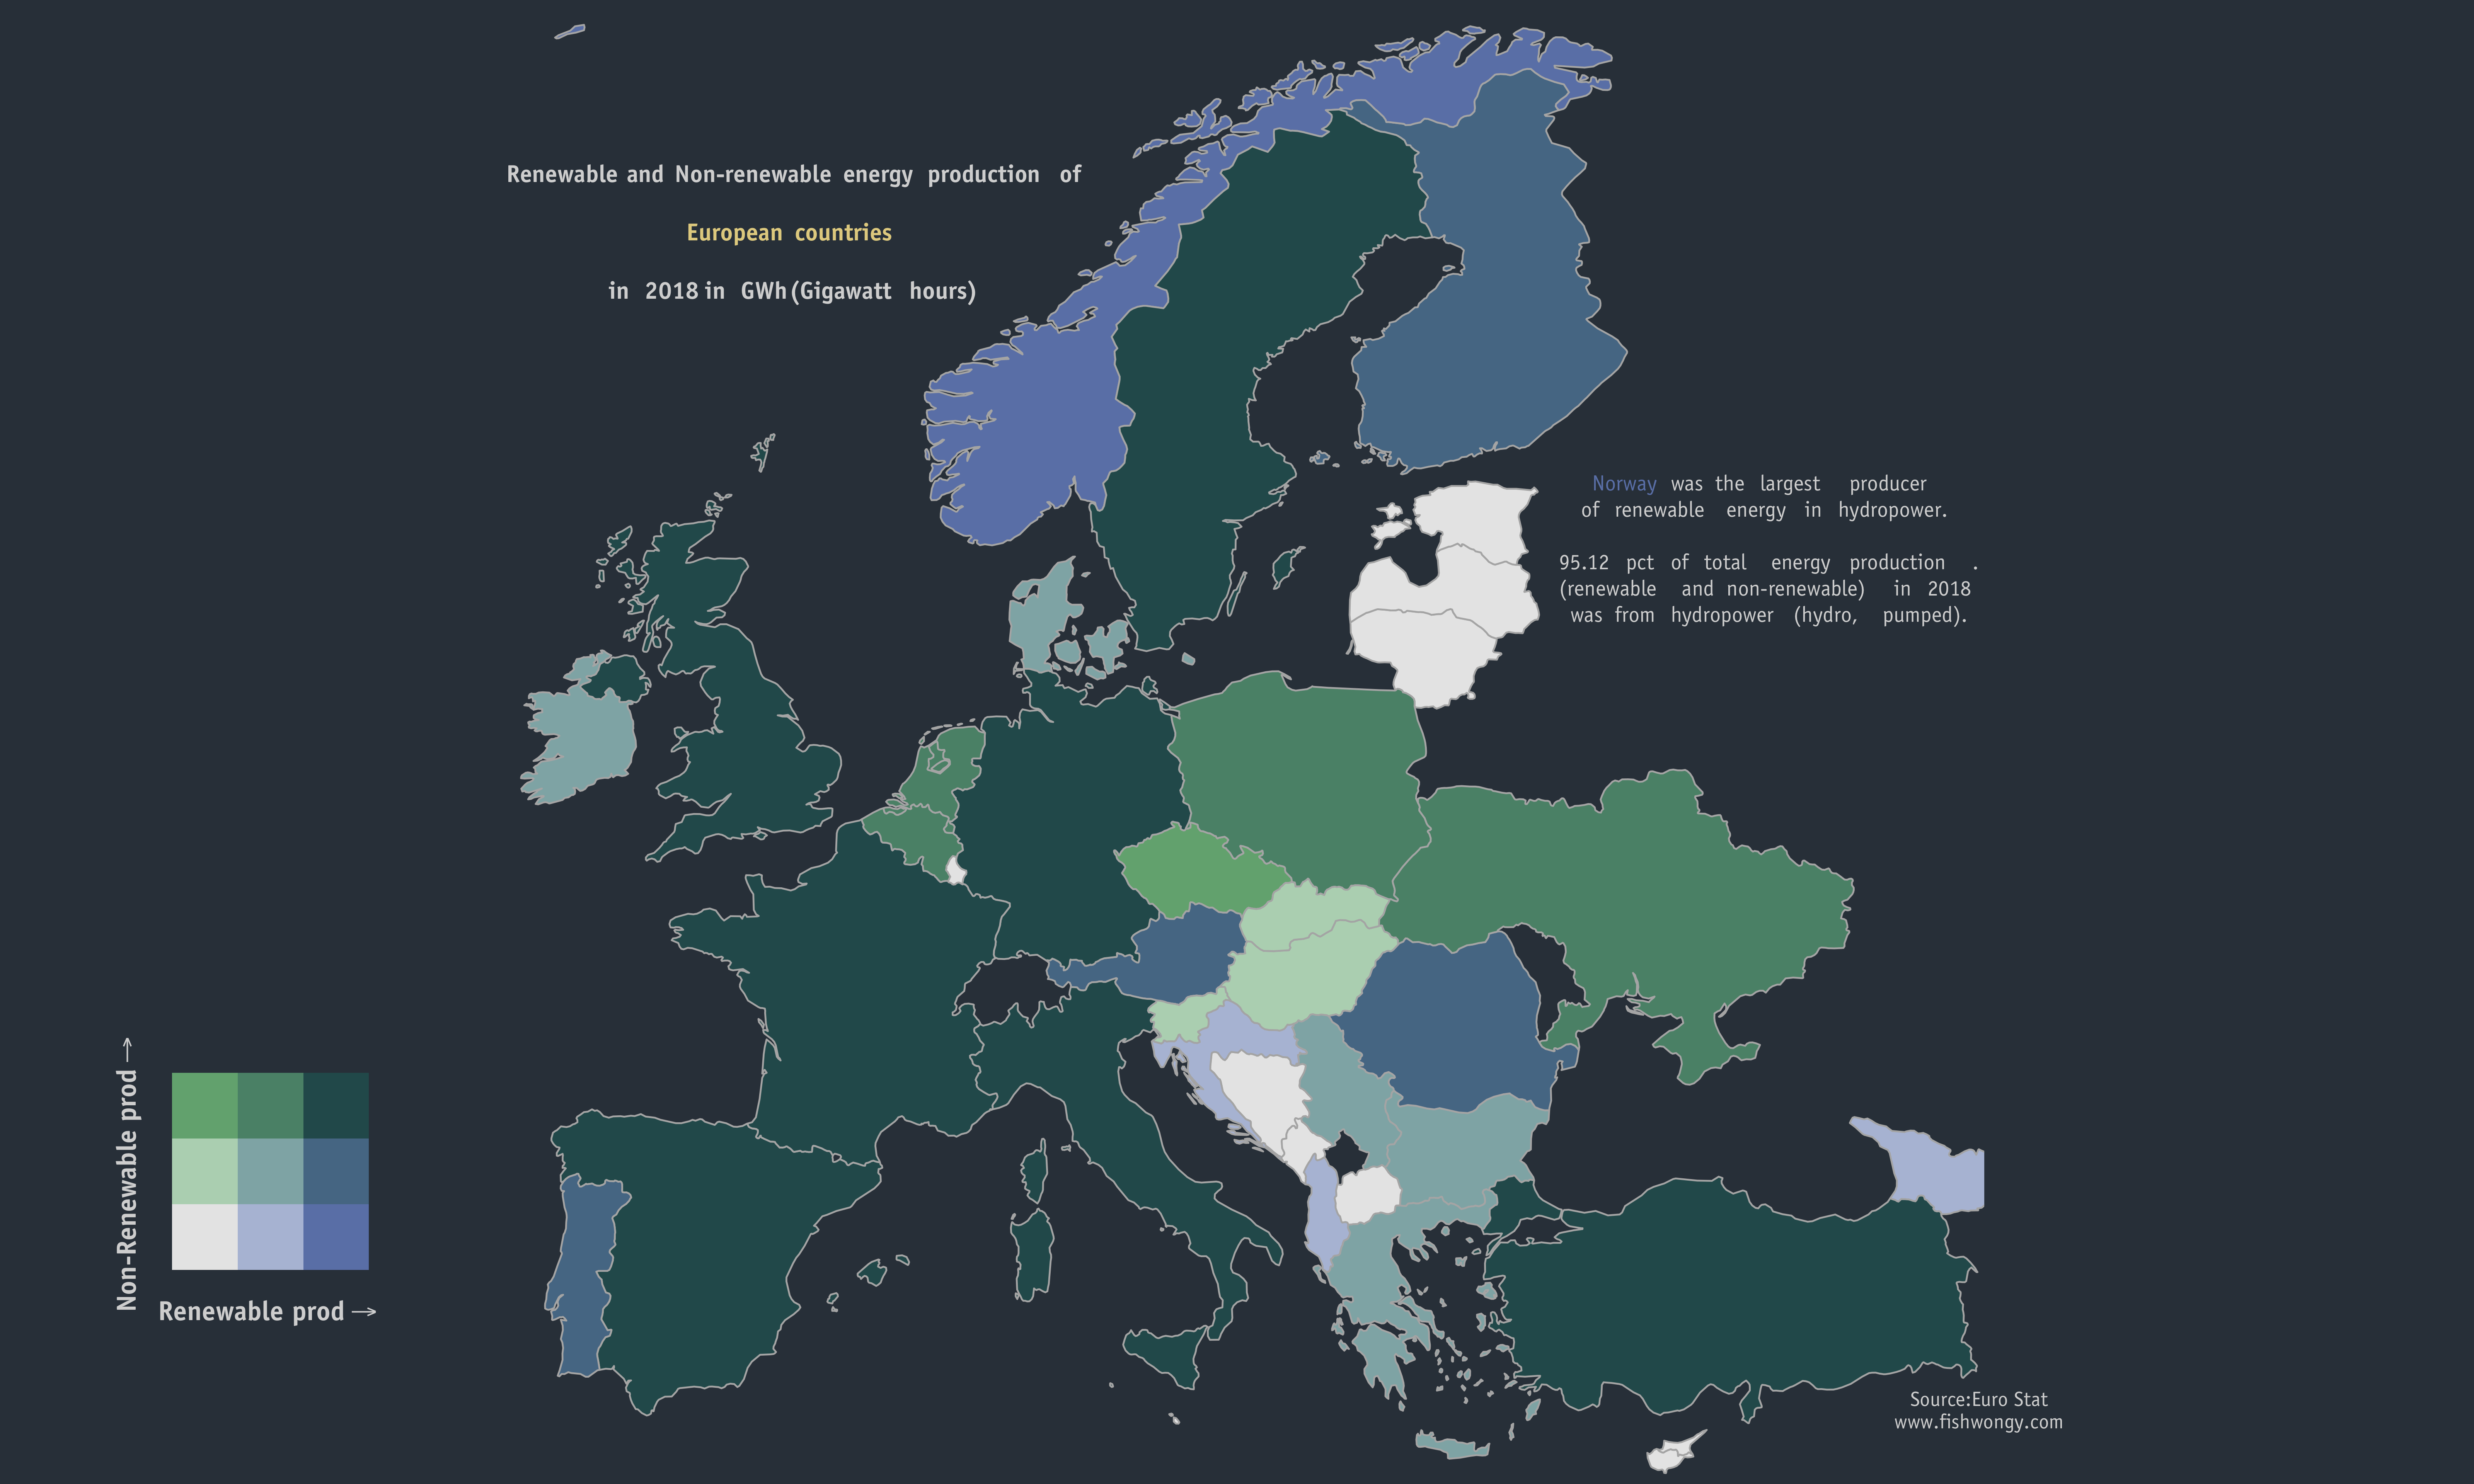 Renewable and Non-renewable energy production of
European countries
in 2018 in GWh(Gigawatt hours)
Norway was the largest producer
of renewable energy in hydropower.
95.12 pct of total energy production .
(renewable and non-renewable) in 2018
was from hydropower (hydro, pumped).
Non-Renewable prod →
Renewable prod →
Source:Euro Stat
www.fishwongy.com